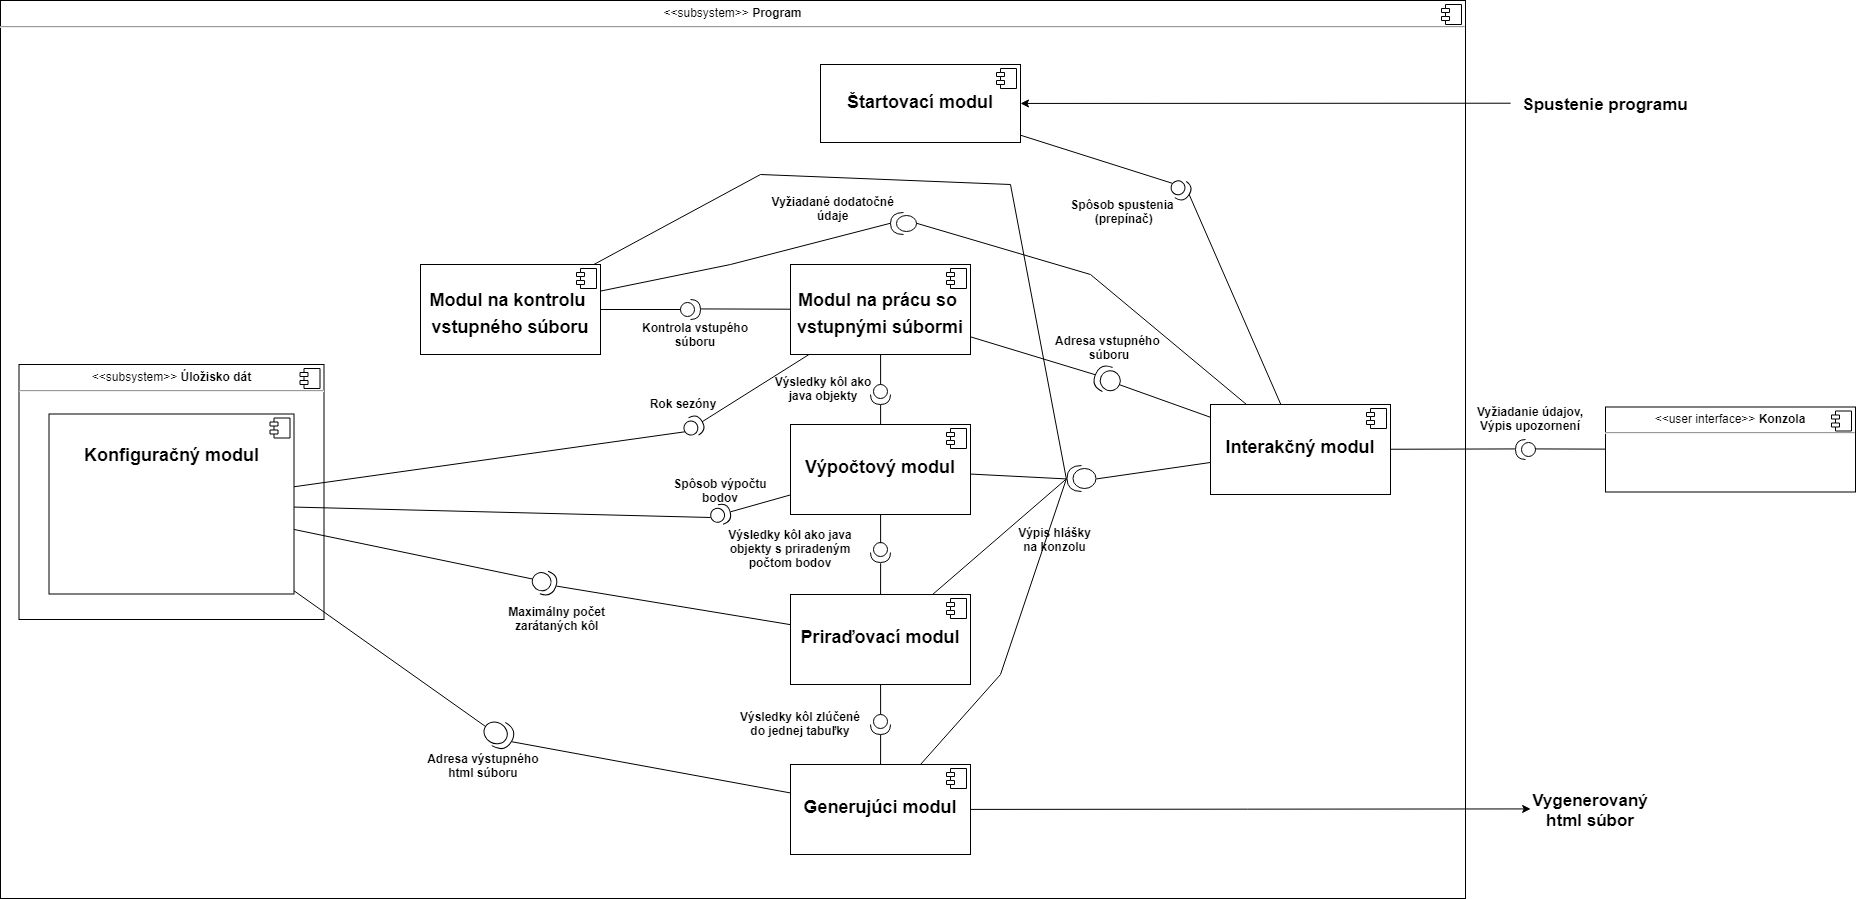 <<subsystem>> Program
Štartovací modul
Spustenie programu
Spôsob spustenia
(prepínač)
Vyžiadané dodatočné
údaje
Modul na kontrolu
vstupného súboru
Kontrola vstupého
súboru
Modul na prácu so
vstupnými súbormi
Adresa vstupného
súboru
<<subsystem>> Úložisko dát
Konfiguračný modul
Rok sezóny
Výsledky kôl ako
java objekty
Výpočtový modul
Interakčný modul
Vyžiadanie údajov,
Výpis upozornení
<<user interface>> Konzola
Spôsob výpočtu
bodov
Výsledky kôl ako java
objekty s priradeným
počtom bodov
Výpis hlášky
na konzolu
Maximálny počet
zarátaných kôl
Priraďovací modul
Výsledky kôl zlúčené
do jednej tabuľky
Adresa výstupného
html súboru
Generujúci modul
Vygenerovaný
html súbor